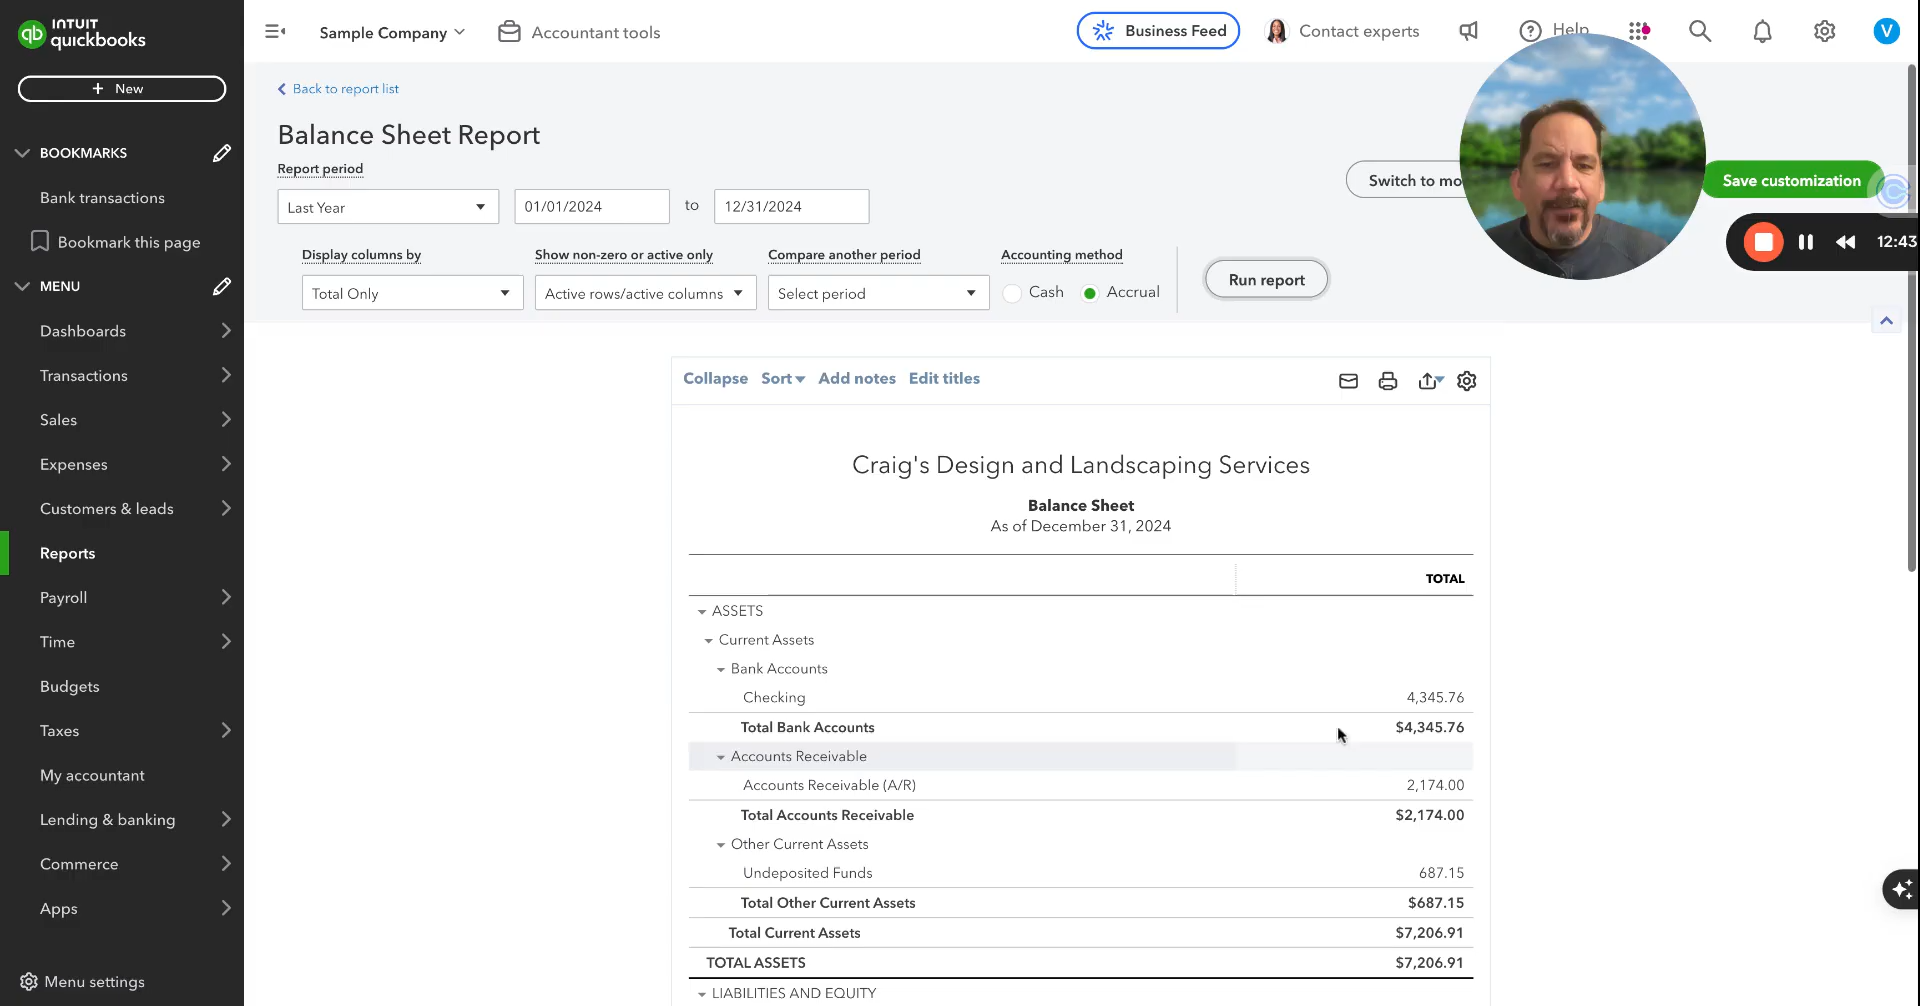 INTUIT
qb quickbooks
Sample Company
Accountant tools
Business Feed
Contact experts
Help
V
+ New
BOOKMARKS
Bank transactions
Bookmark this page
MENU
Dashboards
Transactions
Sales
Expenses
Customers & leads
Reports
Payroll
Time
Budgets
Taxes
My accountant
Lending & banking
Commerce
Apps
Menu settings
Back to report list
Balance Sheet Report
Report period
Last Year
01/01/2024
to
12/31/2024
Switch to mo
Save customization
12:43
Display columns by
Show non-zero or active only
Compare another period
Accounting method
Total Only
Active rows/active columns
Select period
Cash
Accrual
Run report
Collapse
Sort
Add notes
Edit titles
Craig's Design and Landscaping Services
Balance Sheet
As of December 31, 2024
TOTAL
ASSETS
Current Assets
Bank Accounts
Checking 4,345.76
Total Bank Accounts $4,345.76
Accounts Receivable
Accounts Receivable (A/R) 2,174.00
Total Accounts Receivable $2,174.00
Other Current Assets
Undeposited Funds 687.15
Total Other Current Assets $687.15
Total Current Assets $7,206.91
TOTAL ASSETS $7,206.91
LIABILITIES AND EQUITY